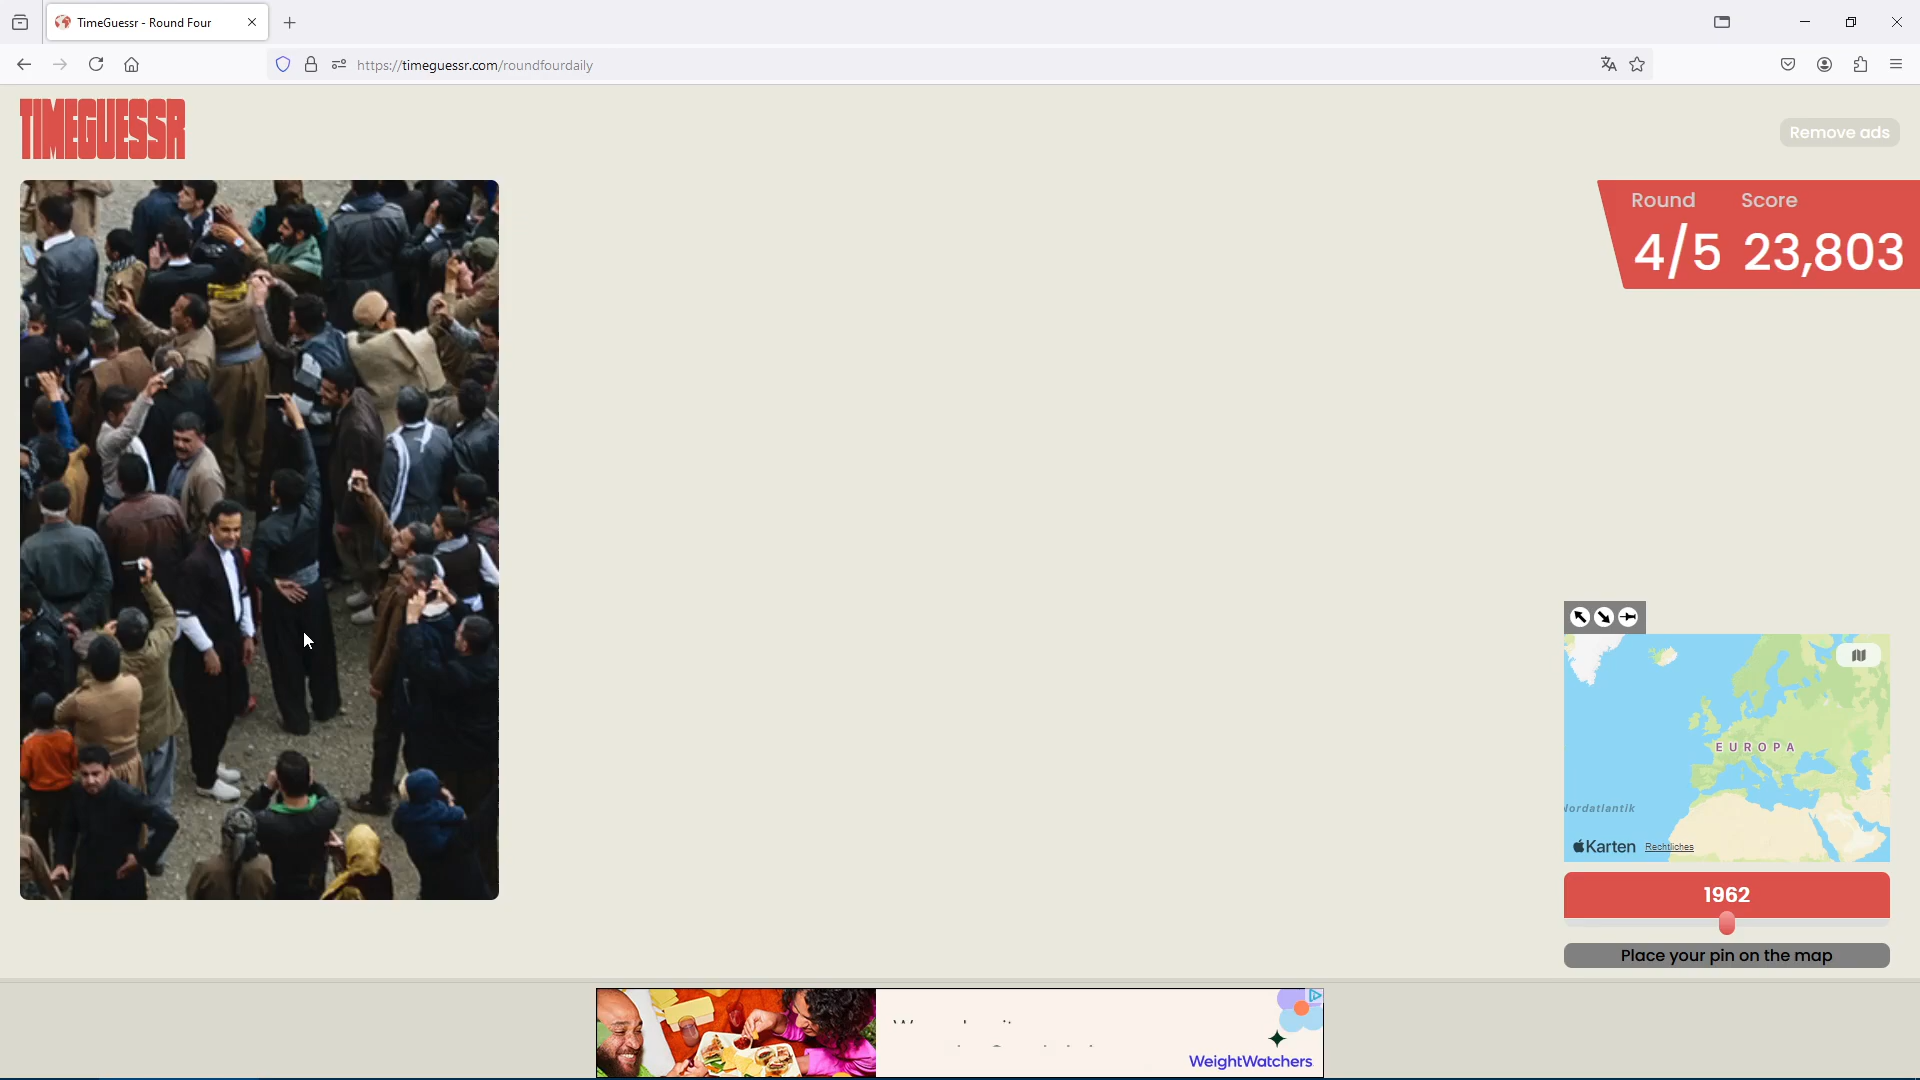 TimeGuessr - Round Four
https://timeguessr.com/roundfourdaily
TIMEGUESSR
Remove ads
Round Score
4/5 23,803
EUROPA
Nordatlantik
Karten Rechtliches
1962
Place your pin on the map
WeightWatchers